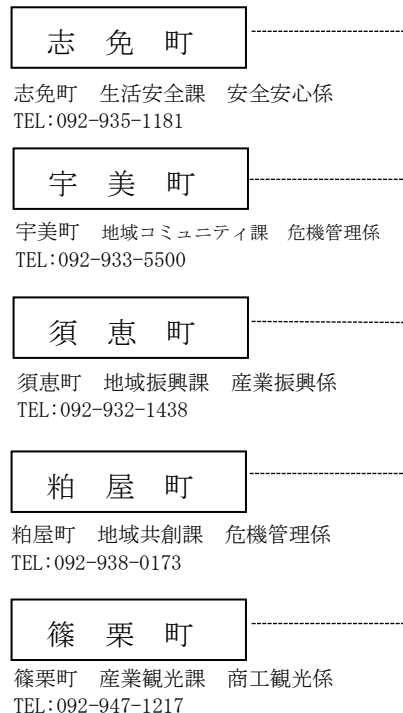 志 免 町
志免町　生活安全課　安全安心係
TEL:092-935-1181
宇 美 町
宇美町　地域コミュニティ課　危機管理係
TEL:092-933-5500
須 恵 町
須恵町　地域振興課　産業振興係
TEL:092-932-1438
粕 屋 町
粕屋町　地域共創課　危機管理係
TEL:092-938-0173
篠 栗 町
篠栗町　産業観光課　商工観光係
TEL:092-947-1217